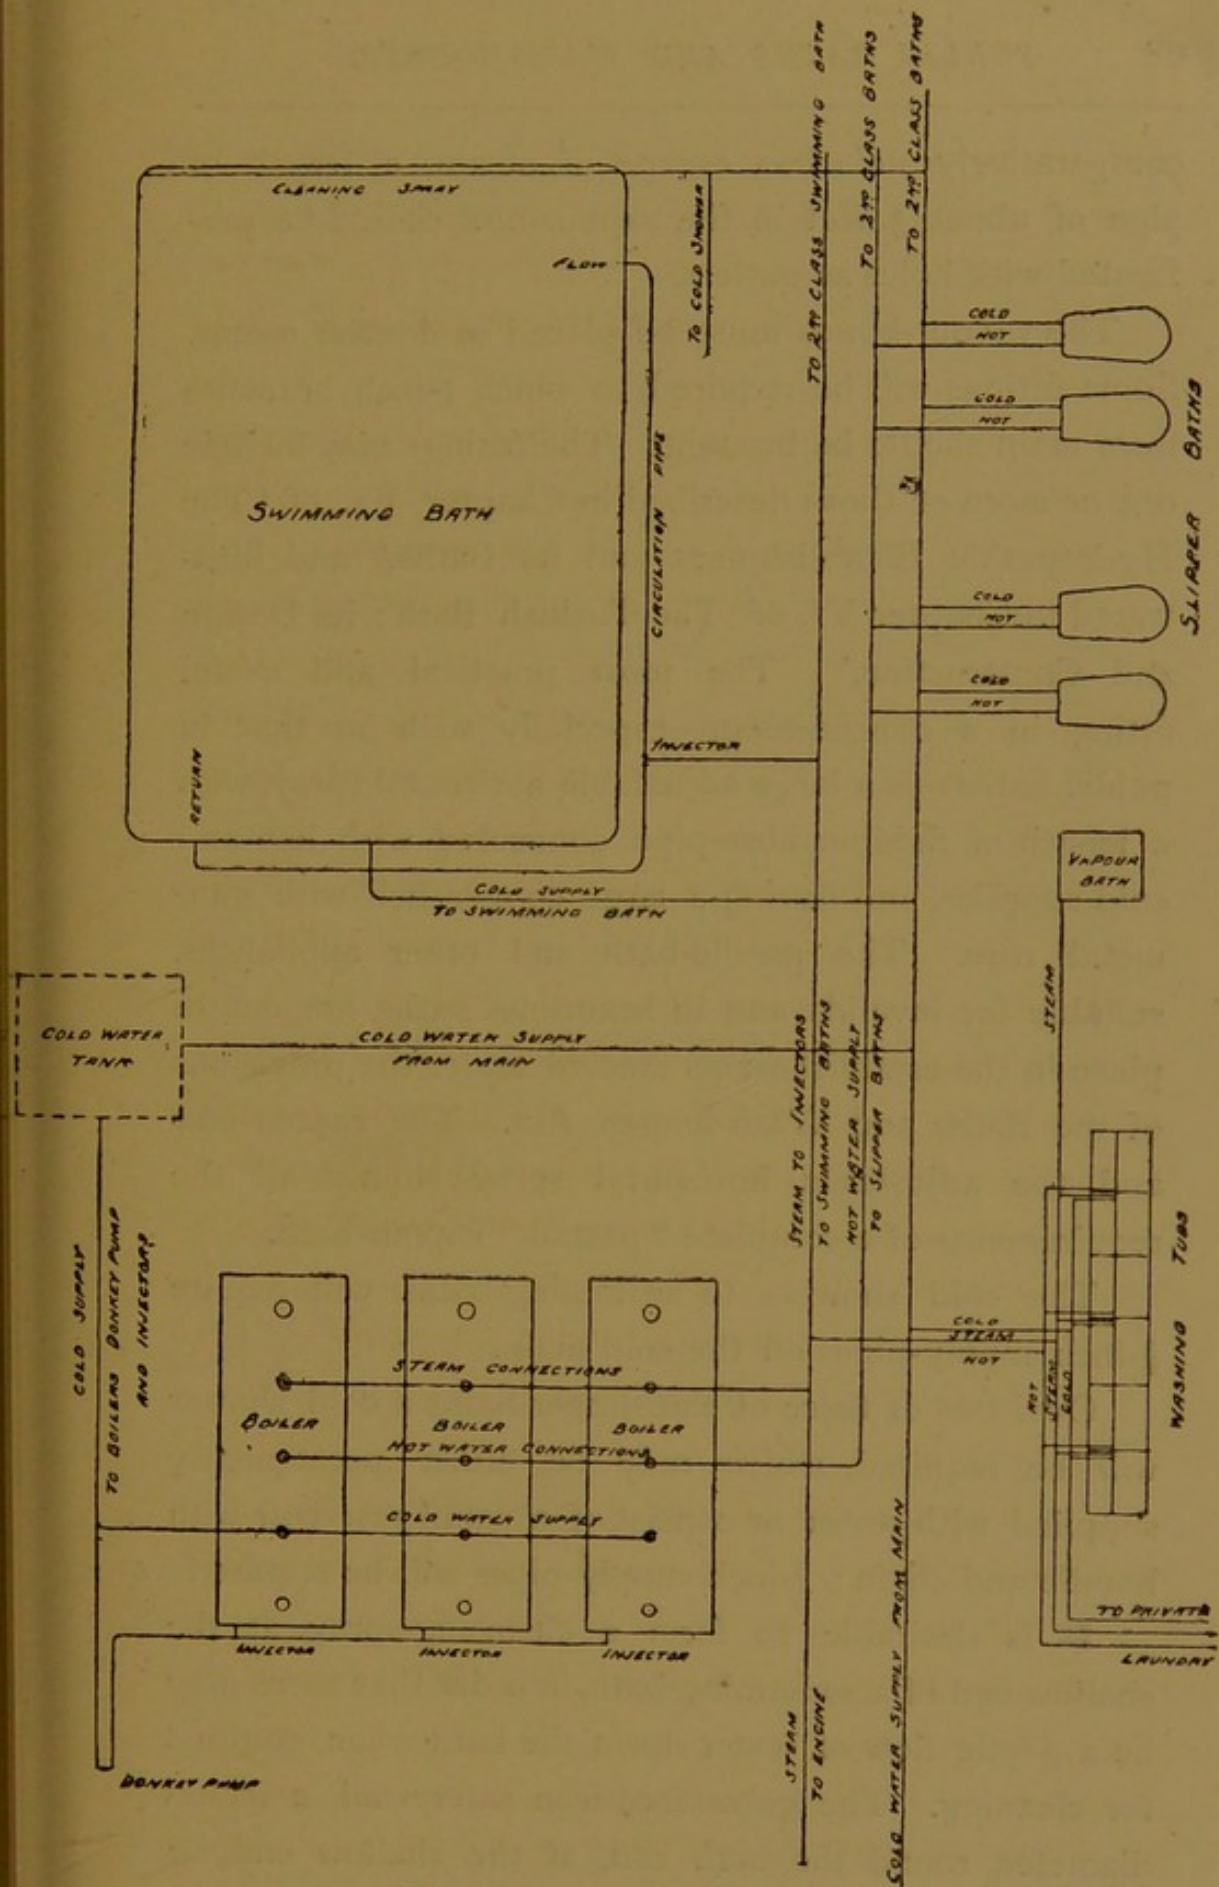 CLEANING SPRAY
FLOW
SWIMMING BATH
CIRCULATION PIPE
RETURN
INJECTOR
COLD SUPPLY
TO SWIMMING BATH
TO COLD SHOWER
TO 2ND CLASS SWIMMING BATH
TO 2ND CLASS BATHS
TO 2ND CLASS BATHS
COLD
HOT
COLD
HOT
COLD
HOT
COLD
HOT
SLIPPER BATHS
VAPOUR
BATH
STEAM
COLD WATER
TANK
COLD WATER SUPPLY
FROM MAIN
STEAM TO INJECTORS
TO SWIMMING BATHS
HOT WATER SUPPLY
TO SLIPPER BATHS
COLD SUPPLY
TO BOILERS DONKEY PUMP
AND INJECTORS
STEAM CONNECTIONS
BOILER
BOILER
BOILER
HOT WATER CONNECTIONS
COLD WATER SUPPLY
INJECTOR
INJECTOR
INJECTOR
DONKEY PUMP
COLD
STEAM
HOT
HOT
STEAM
COLD
WASHING TUBS
TO PRIVATE
LAUNDRY
STEAM
TO ENGINE
COLD WATER SUPPLY FROM MAIN